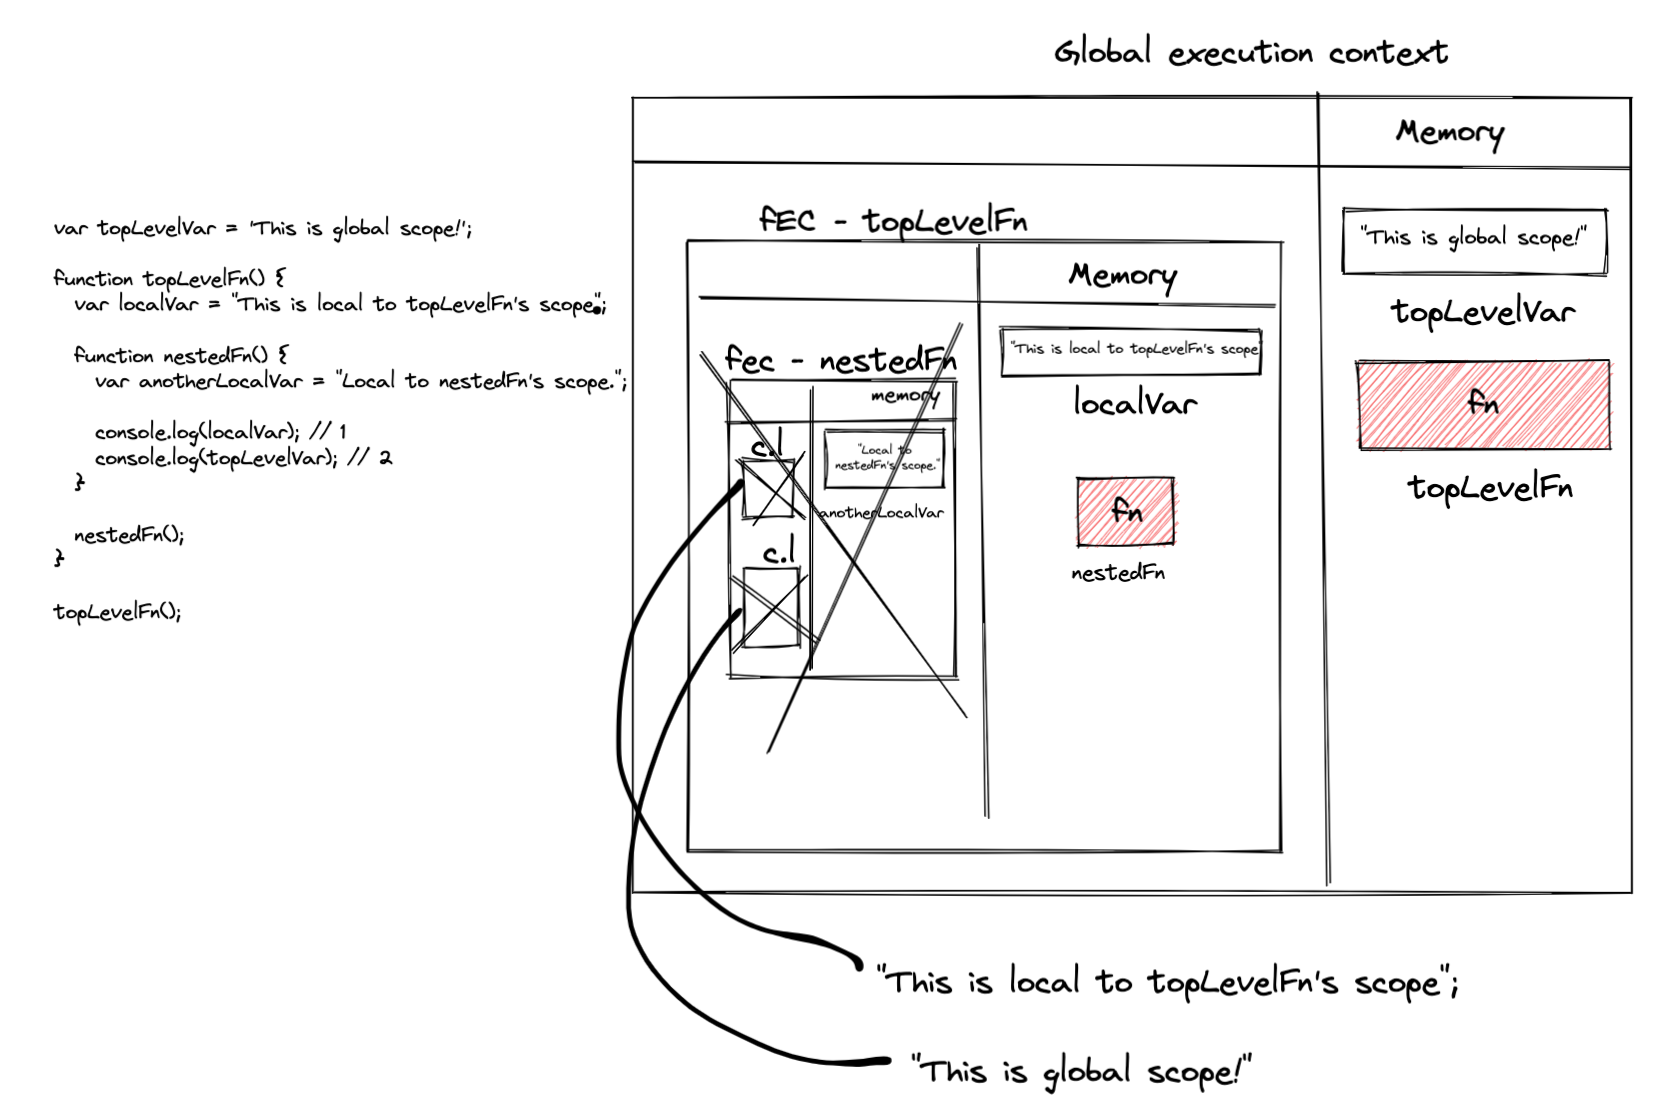 Global execution context
Memory
fEC - topLevelFn
"This is global scope!"
var topLevelVar = 'This is global scope!';
Memory
function topLevelFn() {
var localVar = "This is local to topLevelFn's scope.";
topLevelVar
"This is local to topLevelFn's scope
function nestedFn() {
fec - nestedFn
var anotherLocalVar = "Local to nestedFn's scope.";
memory
localVar
fn
console.log(localVar); // 1
console.log(topLevelVar); // 2
c.l
"Local to
nestedFn's scope."
}
topLevelFn
anotherLocalVar
fn
nestedFn();
}
c.l
nestedFn
topLevelFn();
"This is local to topLevelFn's scope";
"This is global scope!"